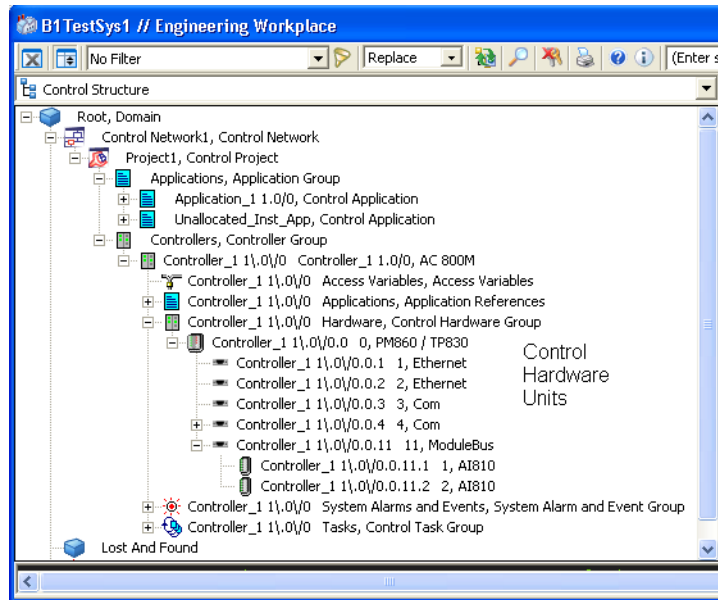 B1TestSys1 // Engineering Workplace
No Filter Replace (Enter s
Control Structure
Root, Domain
Control Network1, Control Network
Project1, Control Project
Applications, Application Group
Application_1 1.0/0, Control Application
Unallocated_Inst_App, Control Application
Controllers, Controller Group
Controller_1 1\.0\/0 Controller_1 1.0/0, AC 800M
Controller_1 1\.0\/0 Access Variables, Access Variables
Controller_1 1\.0\/0 Applications, Application References
Controller_1 1\.0\/0 Hardware, Control Hardware Group
Controller_1 1\.0\/0.0 0, PM860 / TP830
Controller_1 1\.0\/0.0.1 1, Ethernet
Controller_1 1\.0\/0.0.2 2, Ethernet
Controller_1 1\.0\/0.0.3 3, Com
Controller_1 1\.0\/0.0.4 4, Com
Controller_1 1\.0\/0.0.11 11, ModuleBus
Controller_1 1\.0\/0.0.11.1 1, AI810
Controller_1 1\.0\/0.0.11.2 2, AI810
Controller_1 1\.0\/0 System Alarms and Events, System Alarm and Event Group
Controller_1 1\.0\/0 Tasks, Control Task Group
Lost And Found
Control
Hardware
Units